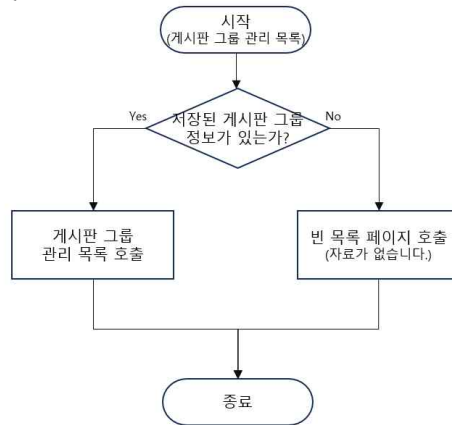 시작
(게시판 그룹 관리 목록)
저장된 게시판 그룹
정보가 있는가?
Yes
No
게시판 그룹
관리 목록 호출
빈 목록 페이지 호출
(자료가 없습니다.)
종료